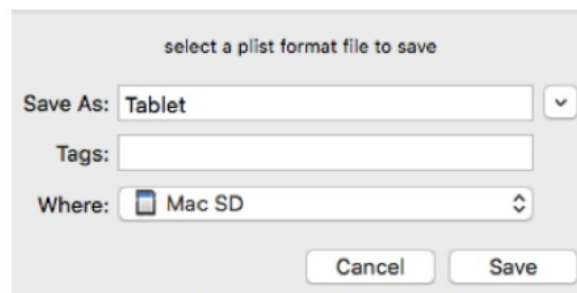 select a plist format file to save
Save As: Tablet
Tags:
Where: Mac SD
Cancel Save